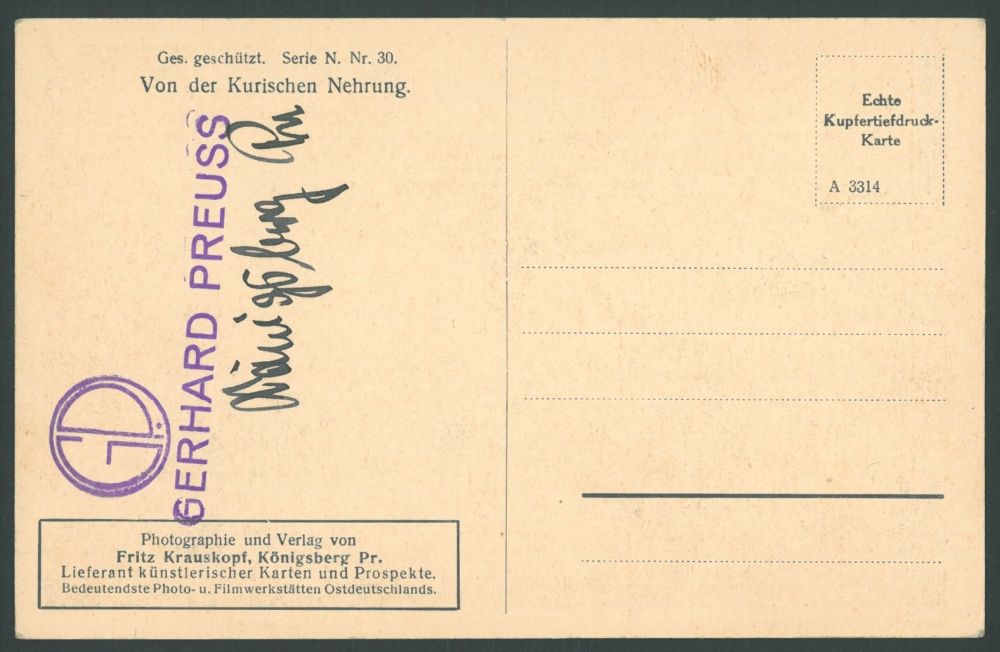 Ges. geschützt. Serie N. Nr. 30.
Von der Kurischen Nehrung.
Echte
Kupfertiefdruck-
Karte
A 3314
GERHARD PREUSS
Königsberg Pr
Photographie und Verlag von
Fritz Krauskopf, Königsberg Pr.
Lieferant künstlerischer Karten und Prospekte.
Bedeutendste Photo- u. Filmwerkstätten Ostdeutschlands.